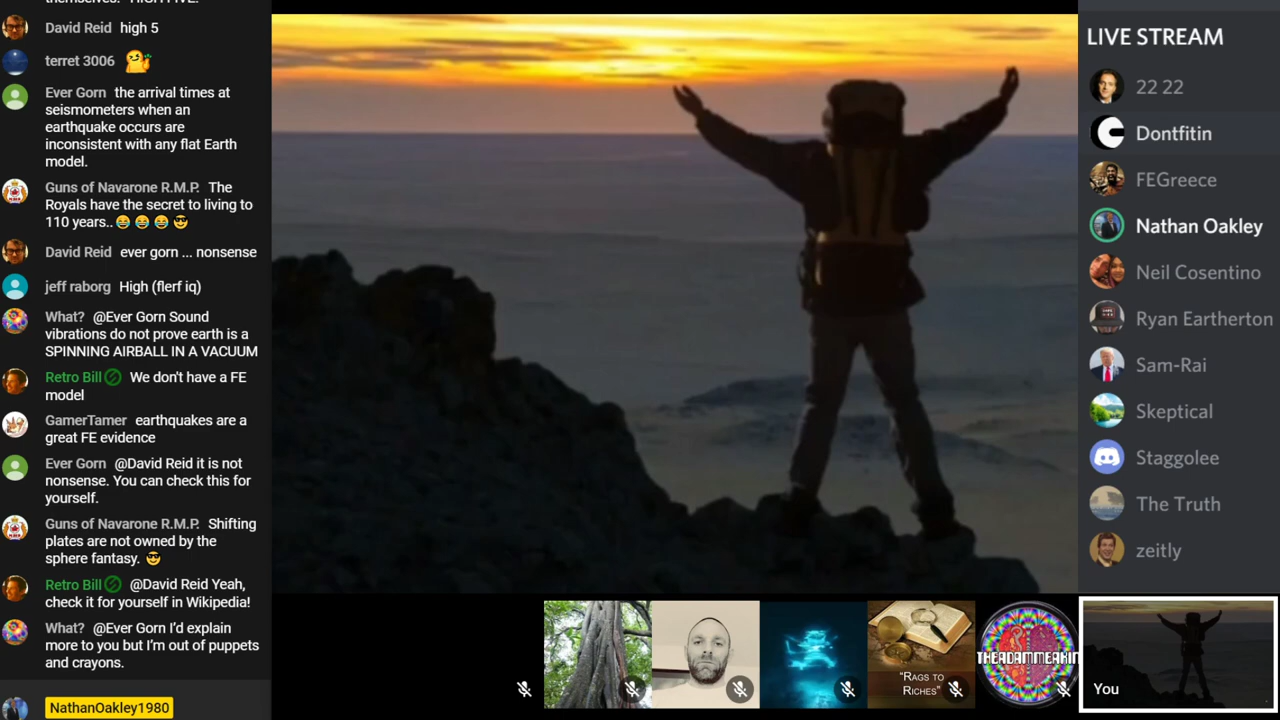 themselves. HIGH FIVE.
David Reid high 5
terret 3006
Ever Gorn the arrival times at
seismometers when an
earthquake occurs are
inconsistent with any flat Earth
model.
Guns of Navarone R.M.P. The
Royals have the secret to living to
110 years..
David Reid ever gorn ... nonsense
jeff raborg High (flerf iq)
What? @Ever Gorn Sound
vibrations do not prove earth is a
SPINNING AIRBALL IN A VACUUM
Retro Bill We don't have a FE
model
GamerTamer earthquakes are a
great FE evidence
Ever Gorn @David Reid it is not
nonsense. You can check this for
yourself.
Guns of Navarone R.M.P. Shifting
plates are not owned by the
sphere fantasy.
Retro Bill @David Reid Yeah,
check it for yourself in Wikipedia!
What? @Ever Gorn I'd explain
more to you but I'm out of puppets
and crayons.
NathanOakley1980
"RAGS TO
RICHES"
THEADAMMEAKIN
You
LIVE STREAM
22 22
Dontfitin
FEGreece
Nathan Oakley
Neil Cosentino
Ryan Eartherton
Sam-Rai
Skeptical
Staggolee
The Truth
zeitly